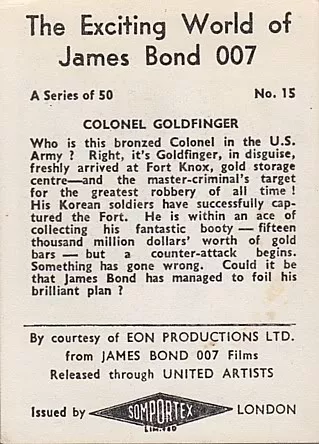 The Exciting World of
James Bond 007
A Series of 50 No. 15
COLONEL GOLDFINGER
Who is this bronzed Colonel in the U.S.
Army ? Right, it's Goldfinger, in disguise,
freshly arrived at Fort Knox, gold storage
centre—and the master-criminal's target
for the greatest robbery of all time !
His Korean soldiers have successfully cap-
tured the Fort. He is within an ace of
collecting his fantastic booty — fifteen
thousand million dollars' worth of gold
bars — but a counter-attack begins.
Something has gone wrong. Could it be
that James Bond has managed to foil his
brilliant plan ?
By courtesy of EON PRODUCTIONS LTD.
from JAMES BOND 007 Films
Released through UNITED ARTISTS
Issued by SOMPORTEX LONDON
LIMITED